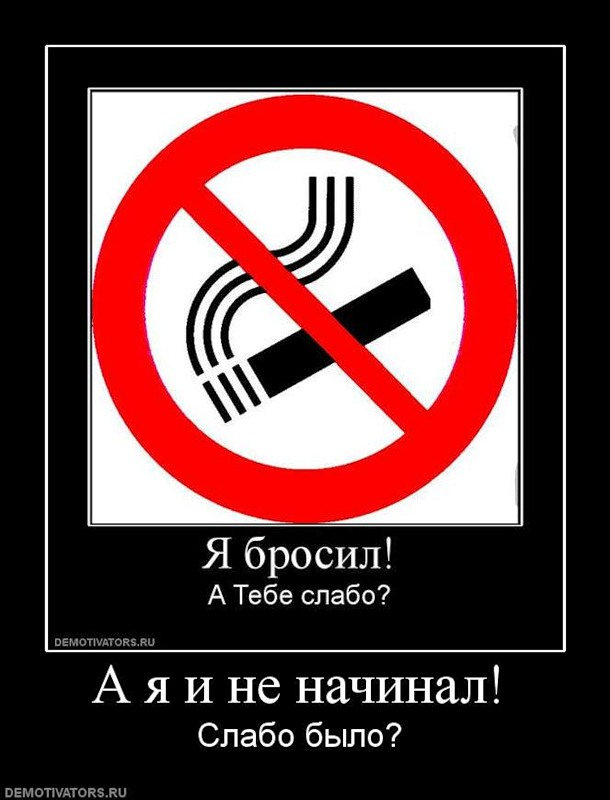 Я бросил!
А Тебе слабо?
DEMOTIVATORS.RU
А я и не начинал!
Слабо было?
DEMOTIVATORS.RU